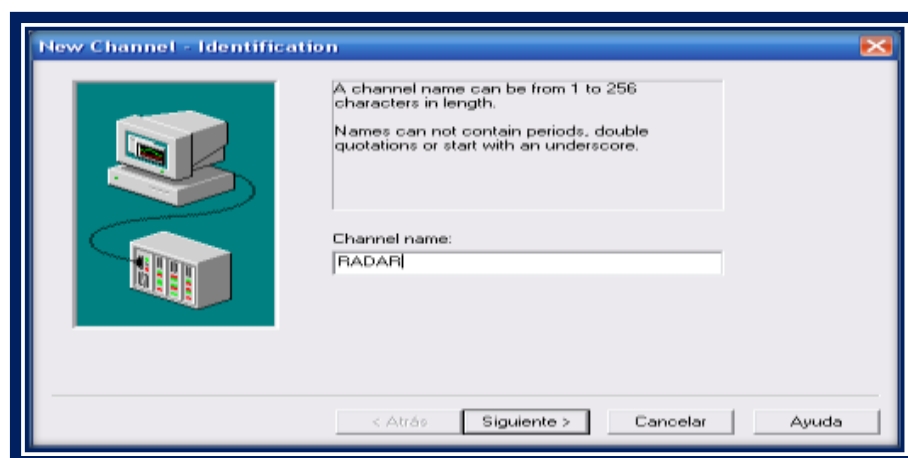 New Channel - Identification
A channel name can be from 1 to 256
characters in length.
Names can not contain periods, double
quotations or start with an underscore.
Channel name:
RADAR
< Atrás
Siguiente >
Cancelar
Ayuda